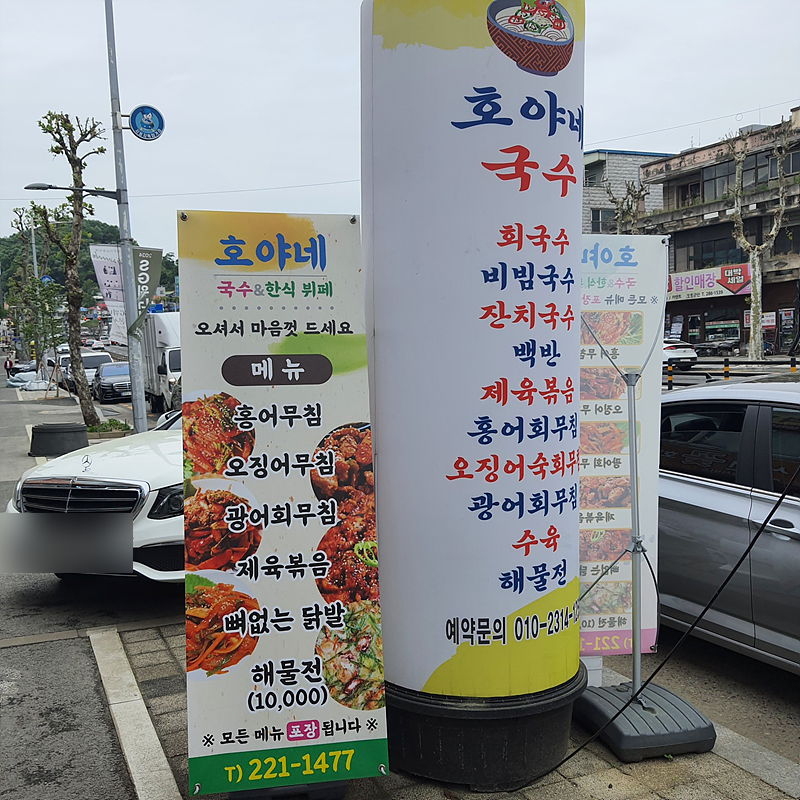 호야네
국수&한식 뷔페
오셔서 마음껏 드세요
메뉴
홍어무침
오징어무침
광어회무침
제육볶음
뼈없는 닭발
해물전
(10,000)
※ 모든 메뉴 포장 됩니다 ※
T) 221-1477
호야네
국수
회국수
비빔국수
잔치국수
백반
제육볶음
홍어회무침
오징어숙회무침
광어회무침
수육
해물전
예약문의 010-2314-
할인매장
대박
세일